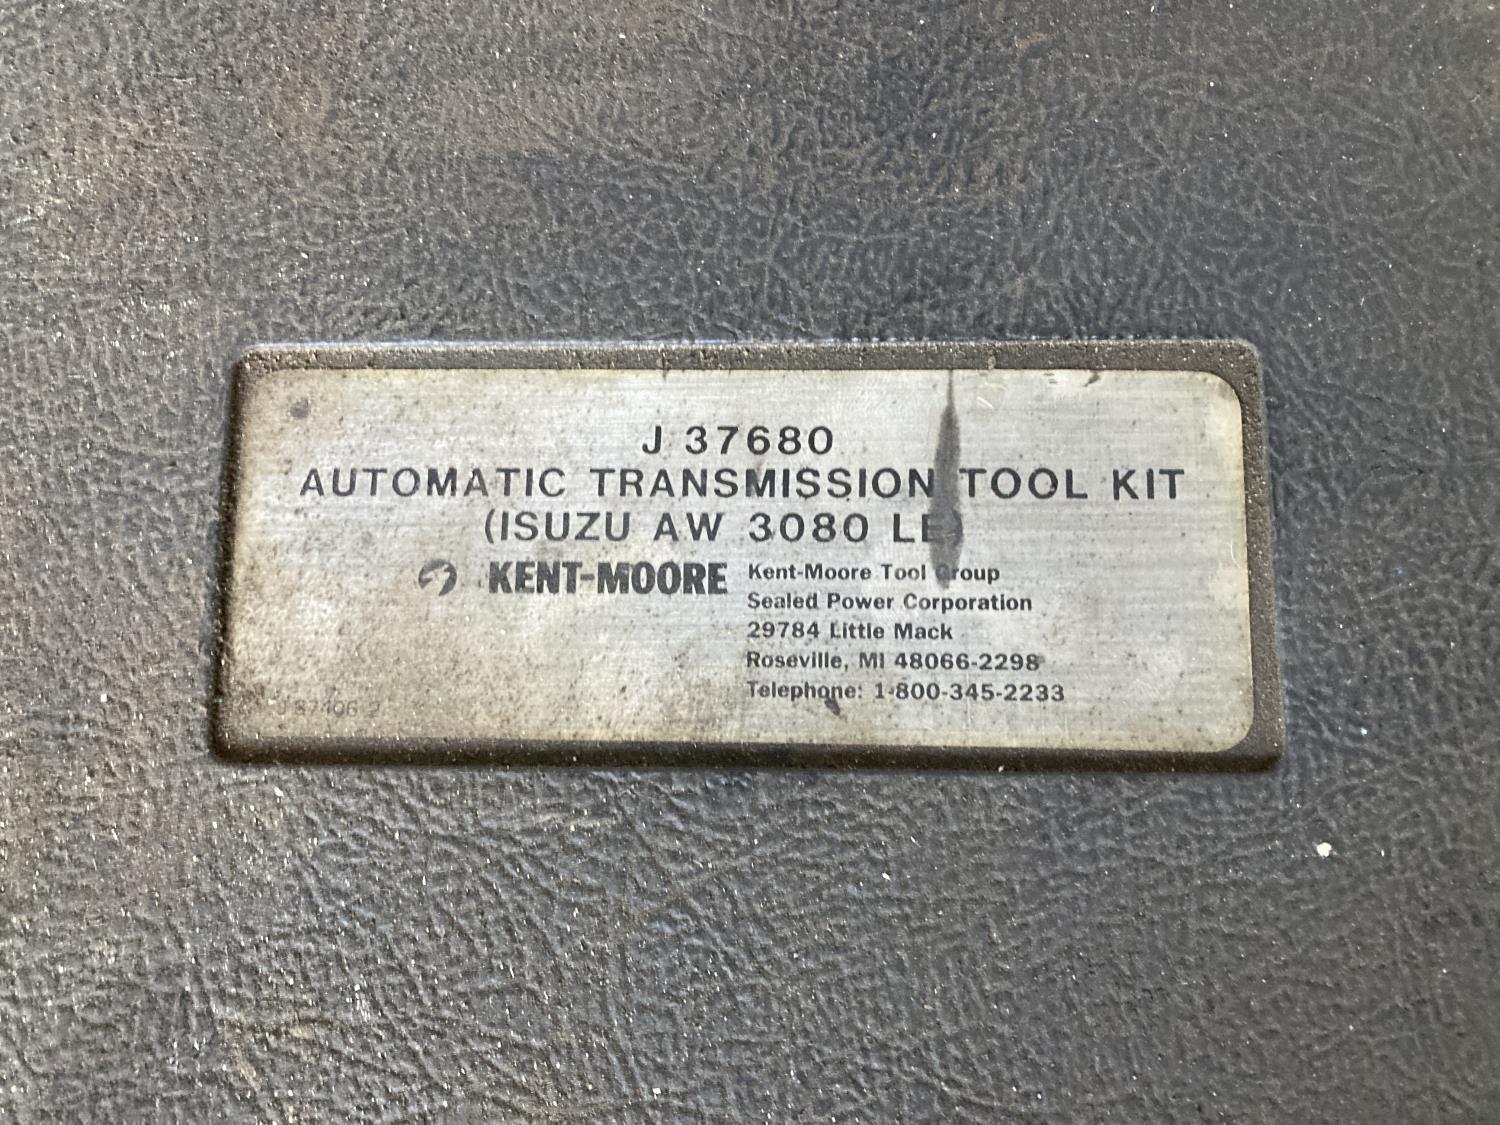 J 37680
AUTOMATIC TRANSMISSION TOOL KIT
(ISUZU AW 3080 LE)
KENT-MOORE
Kent-Moore Tool Group
Sealed Power Corporation
29784 Little Mack
Roseville, MI 48066-2298
Telephone: 1-800-345-2233